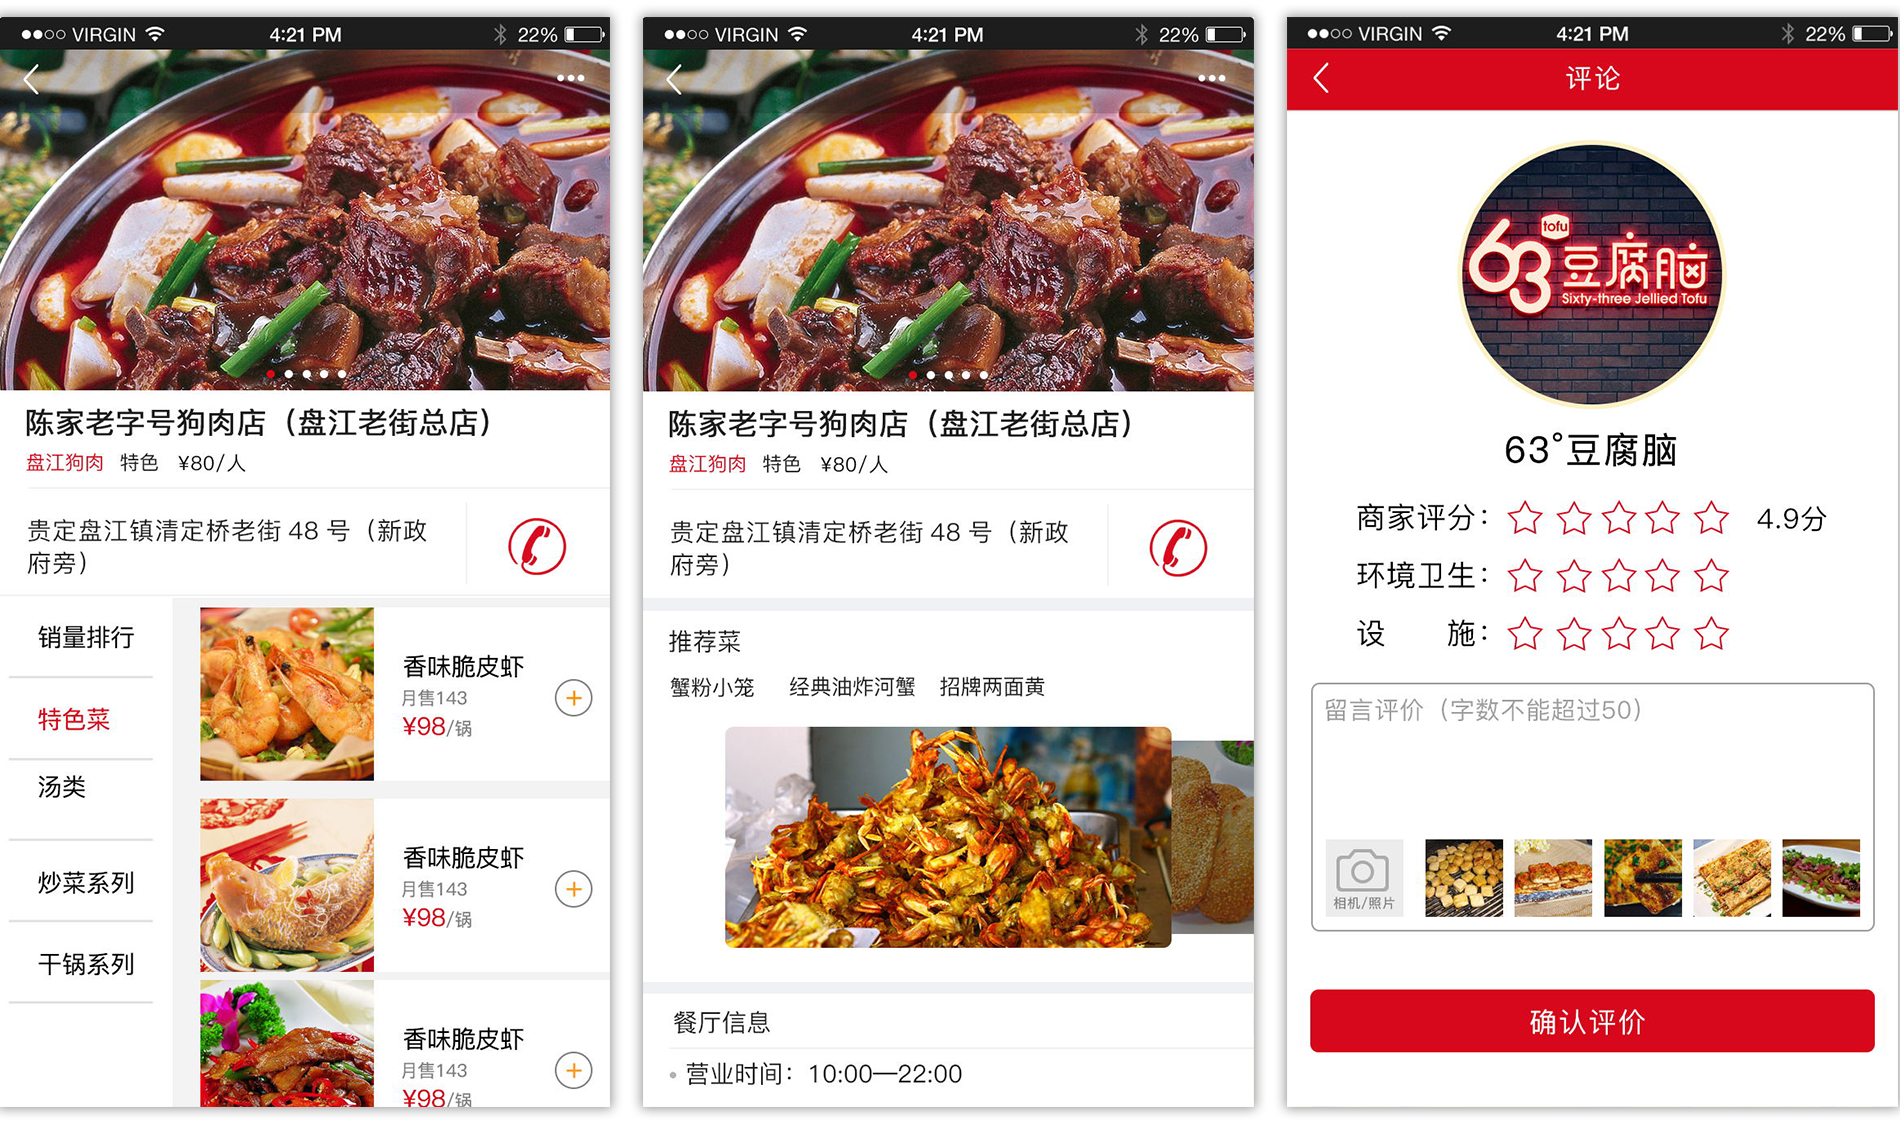 VIRGIN 4:21 PM 22%
陈家老字号狗肉店（盘江老街总店）
盘江狗肉 特色 ¥80/人
贵定盘江镇清定桥老街 48 号（新政
府旁）
销量排行
特色菜
汤类
炒菜系列
干锅系列
香味脆皮虾
月售143
¥98/锅
香味脆皮虾
月售143
¥98/锅
香味脆皮虾
月售143
¥98/锅
VIRGIN 4:21 PM 22%
陈家老字号狗肉店（盘江老街总店）
盘江狗肉 特色 ¥80/人
贵定盘江镇清定桥老街 48 号（新政
府旁）
推荐菜
蟹粉小笼 经典油炸河蟹 招牌两面黄
餐厅信息
营业时间：10:00—22:00
VIRGIN 4:21 PM 22%
评论
tofu
63豆腐脑
Sixty-three Jellied Tofu
63°豆腐脑
商家评分： 4.9分
环境卫生：
设 施：
留言评价（字数不能超过50）
相机/照片
确认评价